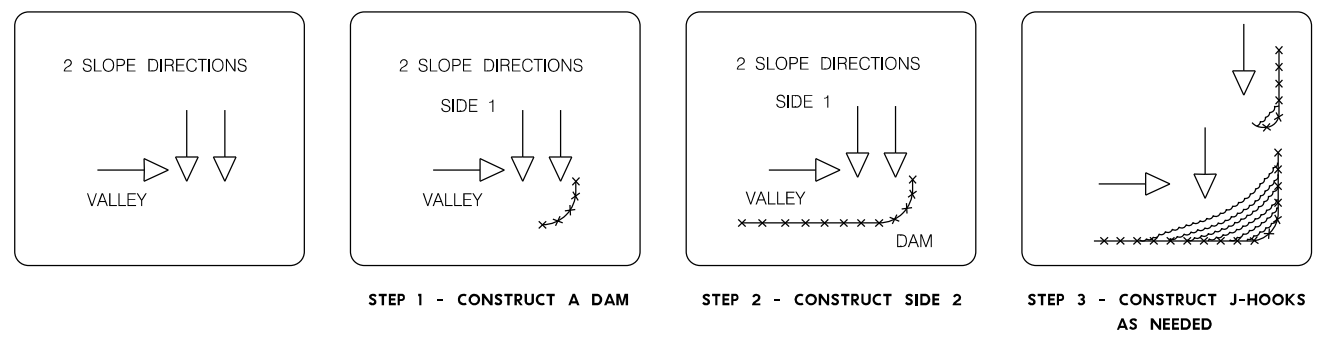 2 SLOPE DIRECTIONS
VALLEY
2 SLOPE DIRECTIONS
SIDE 1
VALLEY
STEP 1 - CONSTRUCT A DAM
2 SLOPE DIRECTIONS
SIDE 1
VALLEY
DAM
STEP 2 - CONSTRUCT SIDE 2
STEP 3 - CONSTRUCT J-HOOKS
AS NEEDED